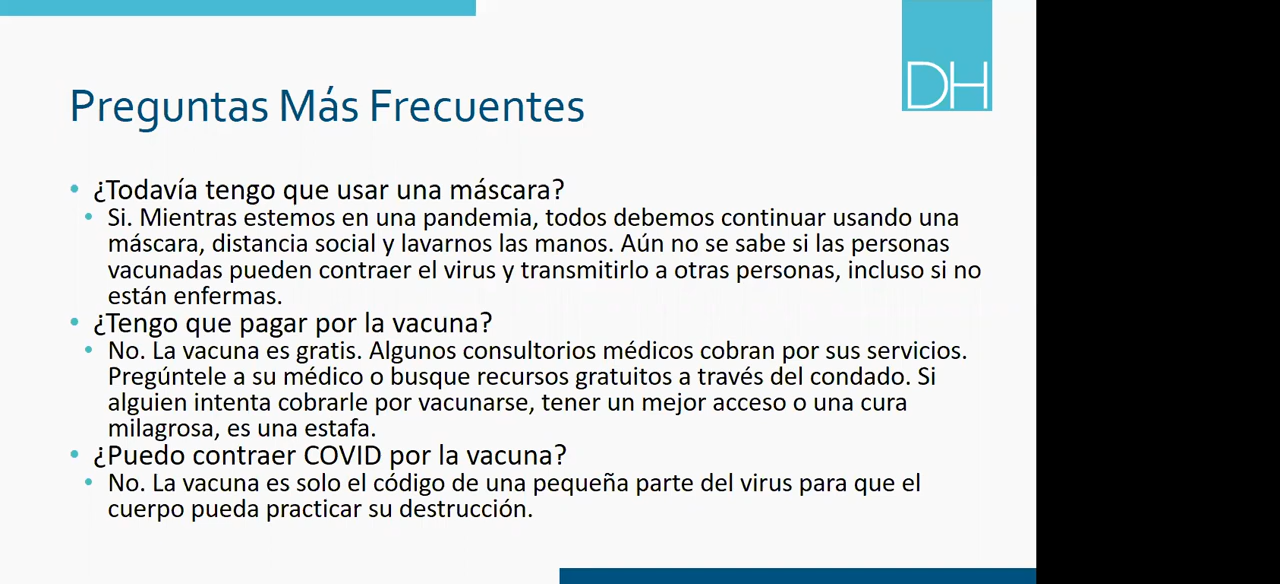 DH
Preguntas Más Frecuentes
• ¿Todavía tengo que usar una máscara?
• Si. Mientras estemos en una pandemia, todos debemos continuar usando una
máscara, distancia social y lavarnos las manos. Aún no se sabe si las personas
vacunadas pueden contraer el virus y transmitirlo a otras personas, incluso si no
están enfermas.
• ¿Tengo que pagar por la vacuna?
• No. La vacuna es gratis. Algunos consultorios médicos cobran por sus servicios.
Pregúntele a su médico o busque recursos gratuitos a través del condado. Si
alguien intenta cobrarle por vacunarse, tener un mejor acceso o una cura
milagrosa, es una estafa.
• ¿Puedo contraer COVID por la vacuna?
• No. La vacuna es solo el código de una pequeña parte del virus para que el
cuerpo pueda practicar su destrucción.